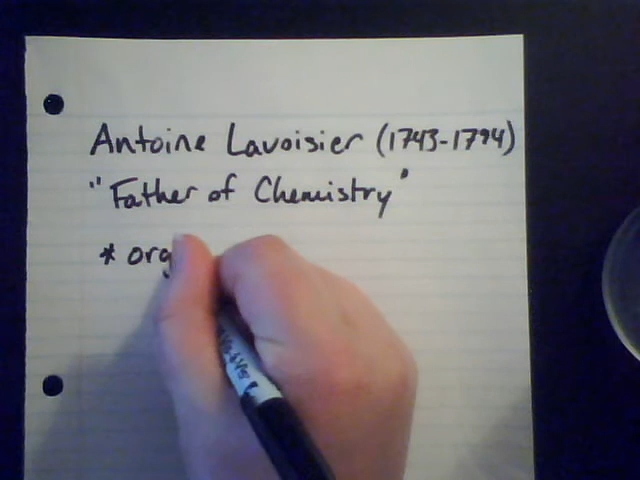 Antoine Lavoisier (1743-1794)
"Father of Chemistry"
* org